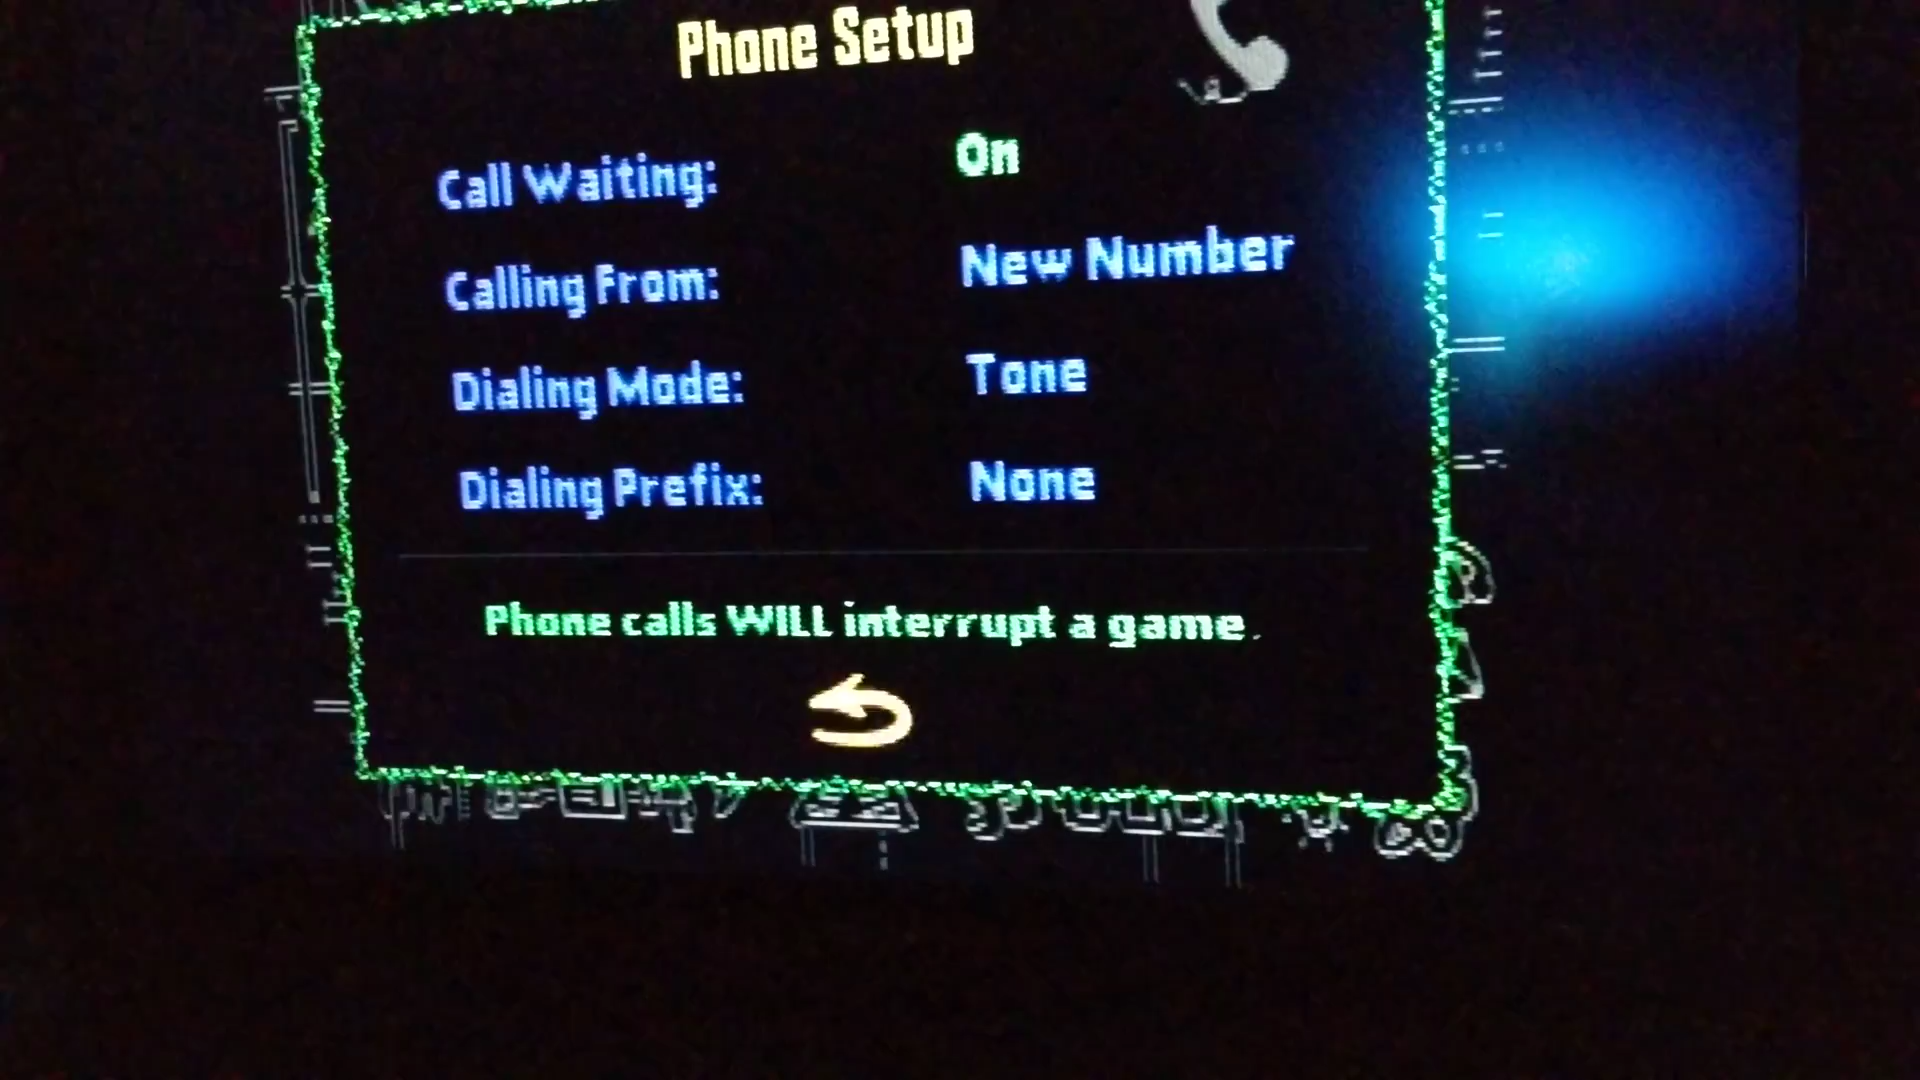 Phone Setup
Call Waiting: On
Calling From: New Number
Dialing Mode: Tone
Dialing Prefix: None
Phone calls WILL interrupt a game.